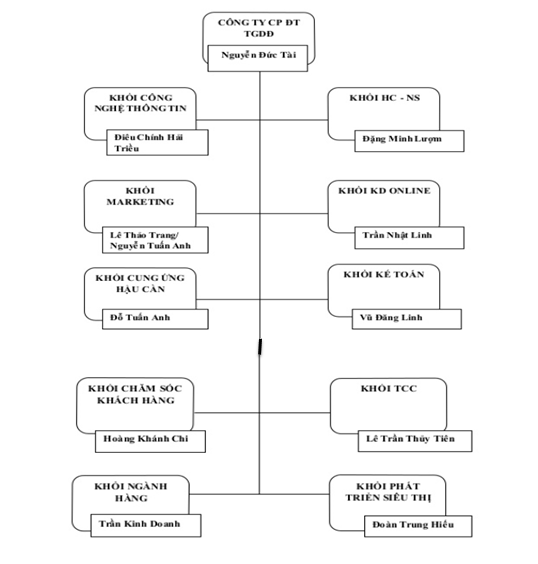 CÔNG TY CP ĐT
TGDĐ
Nguyễn Đức Tài
KHỐI CÔNG
NGHỆ THÔNG TIN
Điêu Chính Hải
Triều
KHỐI HC - NS
Đặng Minh Lượm
KHỐI
MARKETING
Lê Thảo Trang/
Nguyễn Tuấn Anh
KHỐI KD ONLINE
Trần Nhật Linh
KHỐI CUNG ỨNG
HẬU CẦN
Đỗ Tuấn Anh
KHỐI KẾ TOÁN
Vũ Đăng Linh
KHỐI CHĂM SÓC
KHÁCH HÀNG
Hoàng Khánh Chi
KHỐI TCC
Lê Trần Thủy Tiên
KHỐI NGÀNH
HÀNG
Trần Kinh Doanh
KHỐI PHÁT
TRIỂN SIÊU THỊ
Đoàn Trung Hiếu